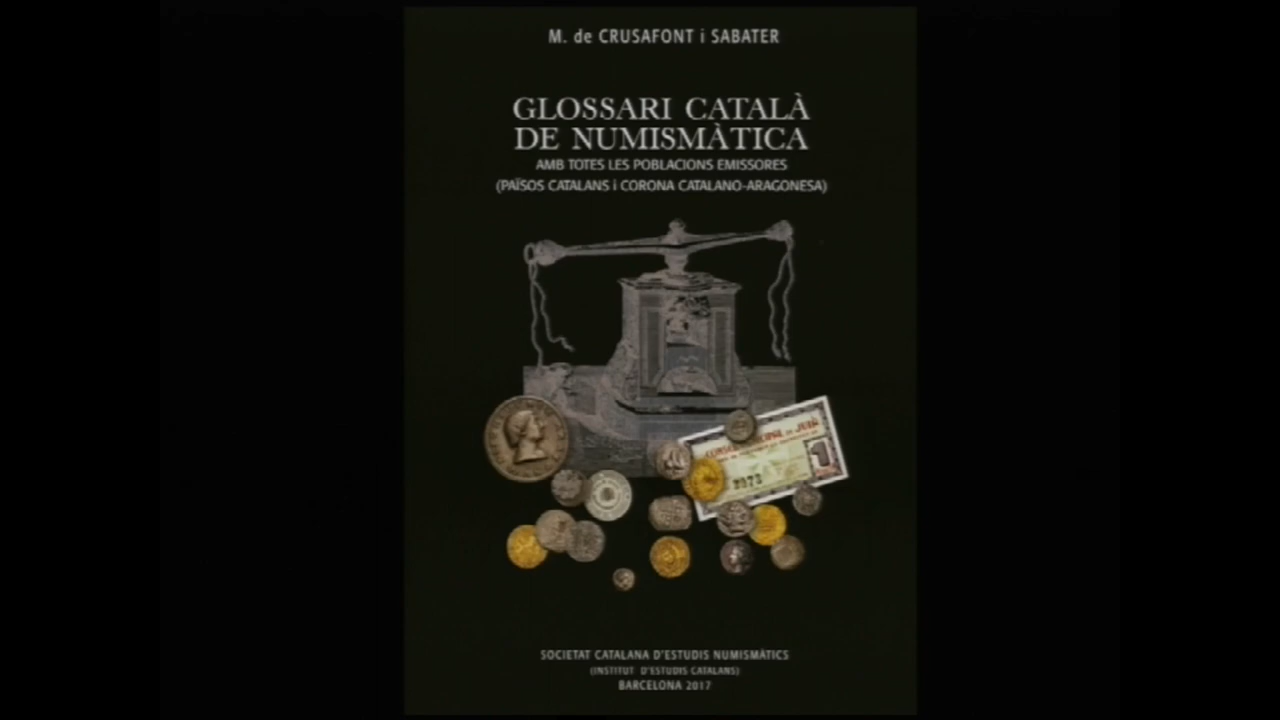 M. de CRUSAFONT i SABATER
GLOSSARI CATALÀ
DE NUMISMÀTICA
AMB TOTES LES POBLACIONS EMISSORES
(PAÏSOS CATALANS i CORONA CATALANO-ARAGONESA)
SOCIETAT CATALANA D'ESTUDIS NUMISMÀTICS
(INSTITUT D'ESTUDIS CATALANS)
BARCELONA 2017